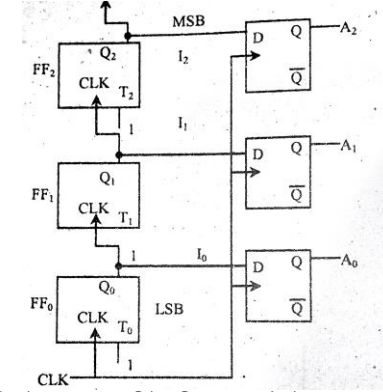 MSB
D Q A₂
Q₂
I₂
FF₂ CLK
T₂
Q̅
1
I₁
D Q A₁
Q₁
FF₁ CLK
T₁
Q̅
1 I₀
D Q A₀
Q₀
FF₀ LSB
CLK T₀
Q̅
1
CLK